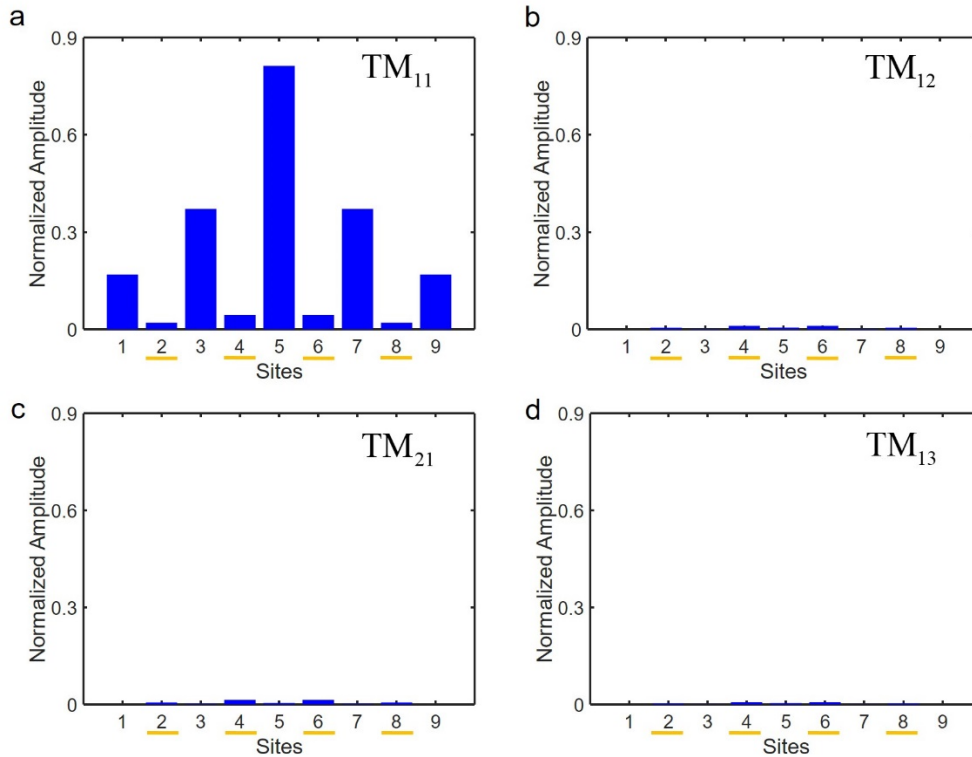 a
TM11
Normalized Amplitude
0.9
0.6
0.3
0
1 2 3 4 5 6 7 8 9
Sites
b
TM12
Normalized Amplitude
0.9
0.6
0.3
0
1 2 3 4 5 6 7 8 9
Sites
c
TM21
Normalized Amplitude
0.9
0.6
0.3
0
1 2 3 4 5 6 7 8 9
Sites
d
TM13
Normalized Amplitude
0.9
0.6
0.3
0
1 2 3 4 5 6 7 8 9
Sites